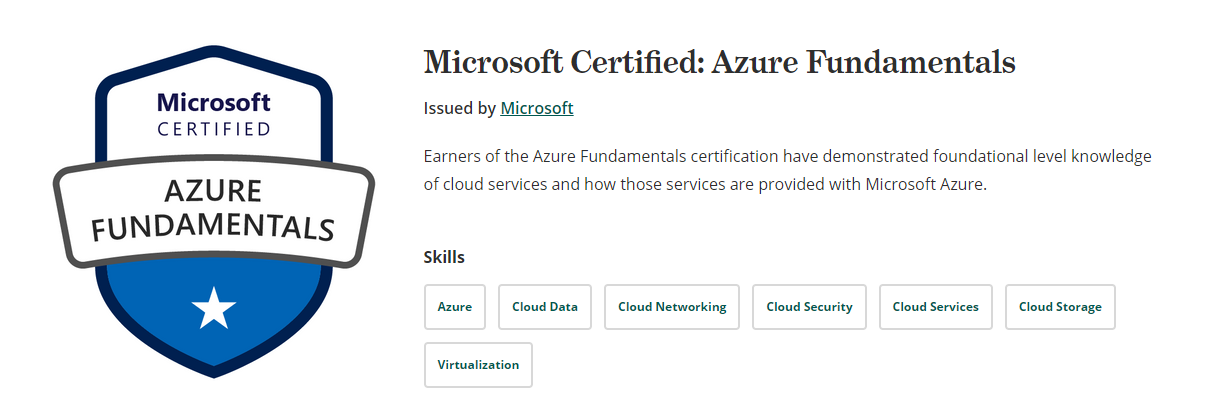 Microsoft
CERTIFIED
AZURE
FUNDAMENTALS
Microsoft Certified: Azure Fundamentals
Issued by Microsoft
Earners of the Azure Fundamentals certification have demonstrated foundational level knowledge
of cloud services and how those services are provided with Microsoft Azure.
Skills
Azure
Cloud Data
Cloud Networking
Cloud Security
Cloud Services
Cloud Storage
Virtualization